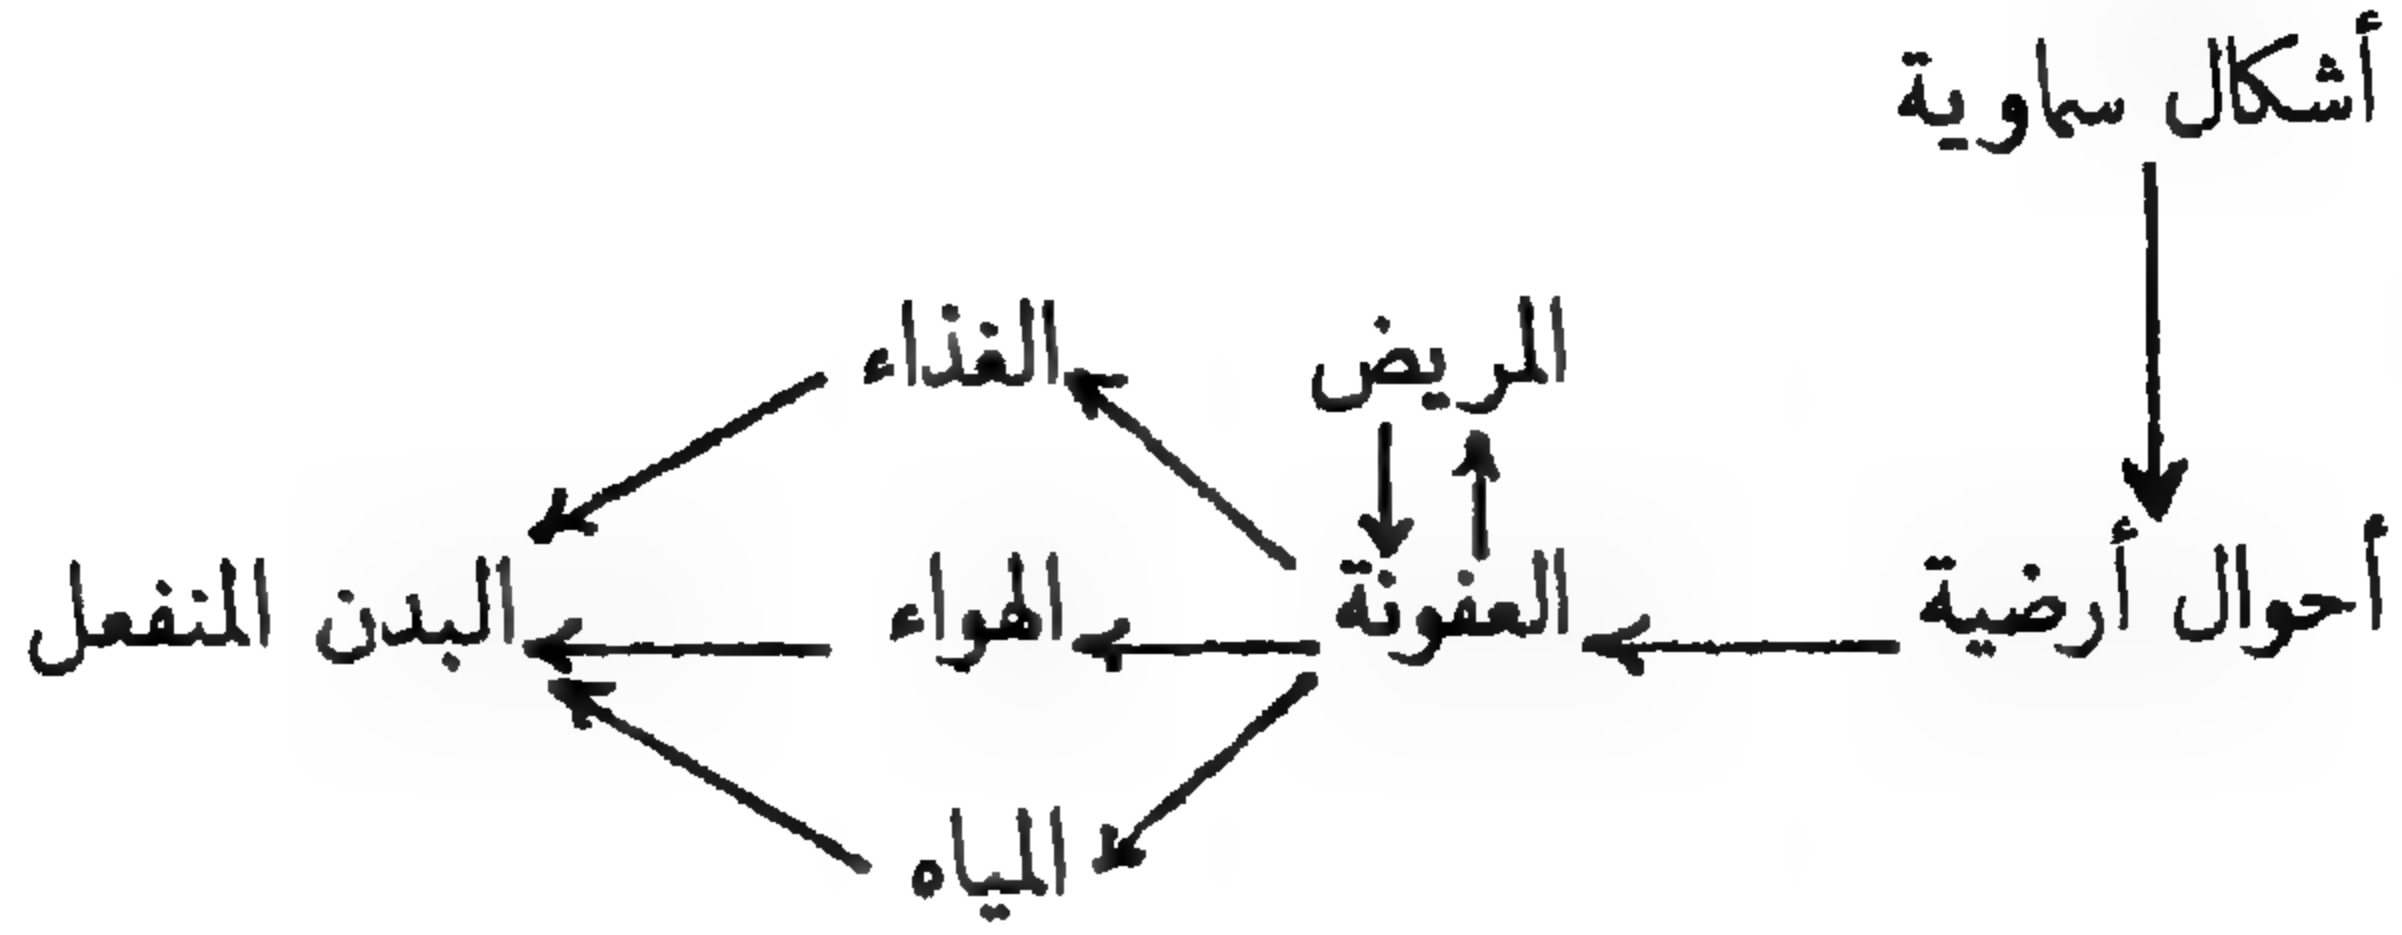 أشكال سماوية
المريض
الغذاء
أحوال أرضية
العفونة
الهواء
البدن المنفعل
المياه